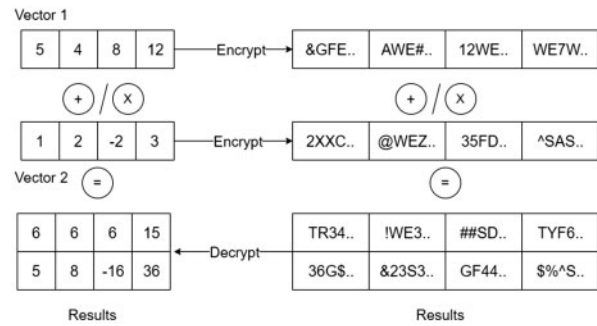 Vector 1
5 4 8 12 Encrypt &GFE.. AWE#.. 12WE.. WE7W..
+ / X + / X
1 2 -2 3 Encrypt 2XXC.. @WEZ.. 35FD.. ^SAS..
Vector 2 = =
6 6 6 15 TR34.. !WE3.. ##SD.. TYF6..
Decrypt
5 8 -16 36 36G$.. &23S3.. GF44.. $%^S..
Results Results